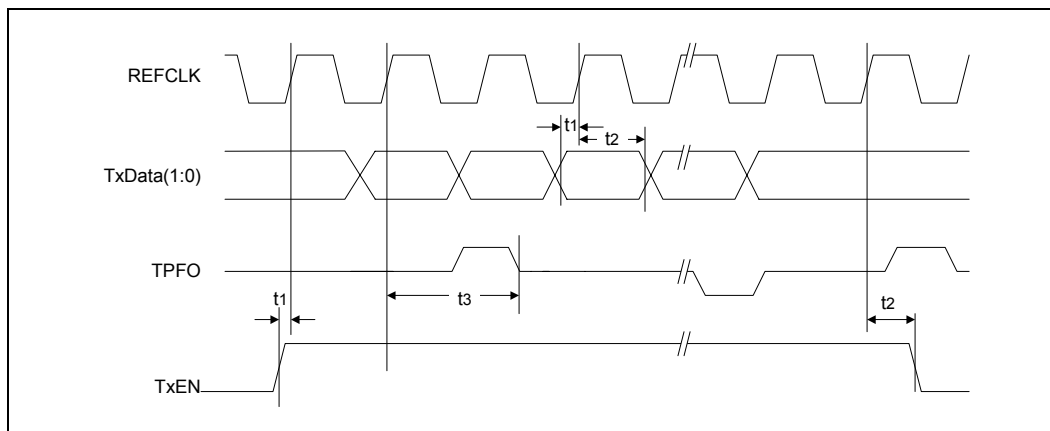 REFCLK
t1
t2
TxData(1:0)
TPFO
t1
t3
t2
TxEN